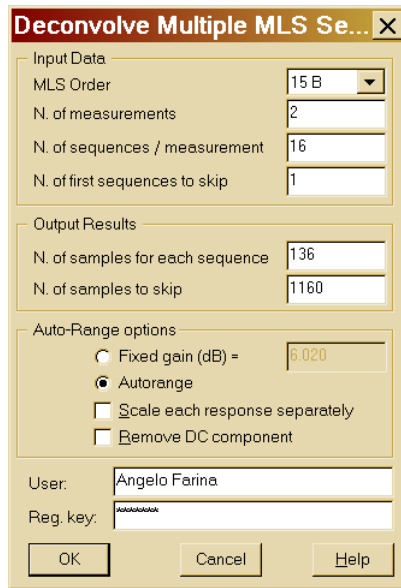 Deconvolve Multiple MLS Se...
Input Data
MLS Order 15 B
N. of measurements 2
N. of sequences / measurement 16
N. of first sequences to skip 1
Output Results
N. of samples for each sequence 136
N. of samples to skip 1160
Auto-Range options
Fixed gain (dB) = 6.020
Autorange
Scale each response separately
Remove DC component
User: Angelo Farina
Reg. key: *******
OK Cancel Help